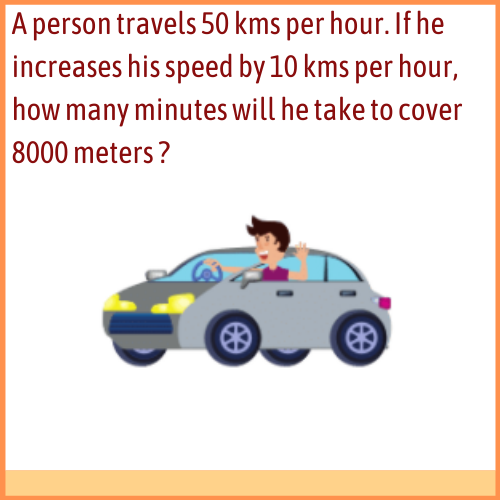 A person travels 50 kms per hour. If he
increases his speed by 10 kms per hour,
how many minutes will he take to cover
8000 meters ?